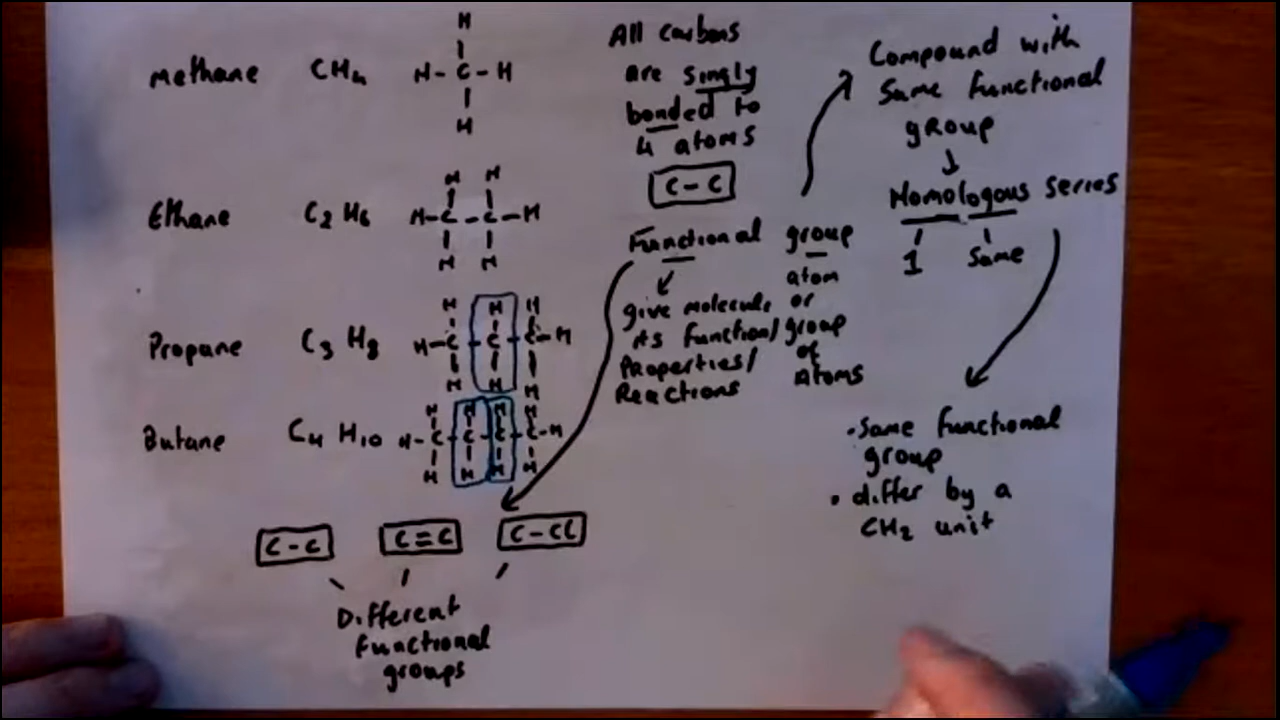 Methane CH4
H
H-C-H
H
Ethane C2H6
H H
H-C-C-H
H H
Propane C3H8
H H H
H-C-C-C-H
H H H
Butane C4H10
H H H H
H-C-C-C-C-H
H H H H
C-C C=C C-Cl
Different
functional
groups
All carbons
are singly
bonded to
4 atoms
C-C
Functional group
give molecule
its function/
Properties/
Reactions
atom
or
group
of
atoms
Compound with
same functional
group
Homologous series
1 same
• Same functional
group
• differ by a
CH2 unit